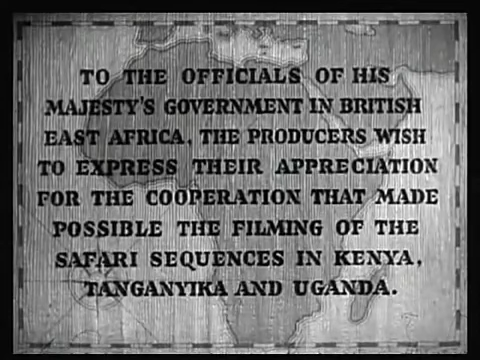 TO THE OFFICIALS OF HIS
MAJESTY'S GOVERNMENT IN BRITISH
EAST AFRICA, THE PRODUCERS WISH
TO EXPRESS THEIR APPRECIATION
FOR THE COOPERATION THAT MADE
POSSIBLE THE FILMING OF THE
SAFARI SEQUENCES IN KENYA,
TANGANYIKA AND UGANDA.